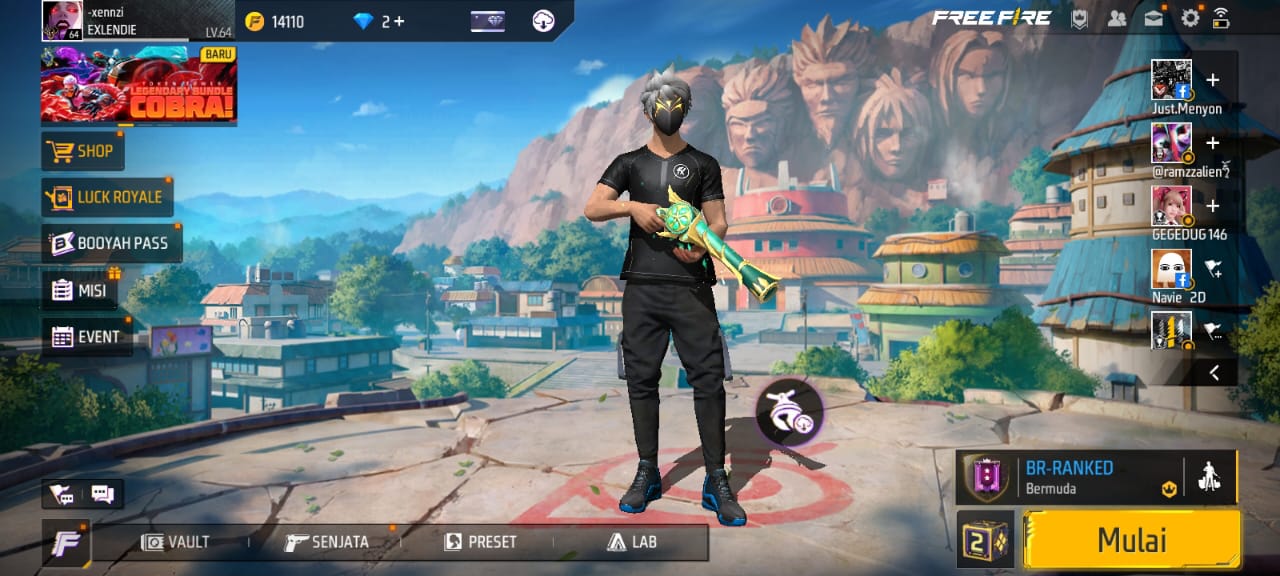 -xennzi
64
EXLENDIE
LV.64
14110
2 +
FREE FIRE
BARU
LEGENDARY BUNDLE
COBRA!
SHOP
LUCK ROYALE
BOOYAH PASS
MISI
EVENT
Just.Menyon
@ramzzalien
GEGEDUG 146
Navie 2D
BR-RANKED
Bermuda
VAULT
SENJATA
PRESET
LAB
2
Mulai